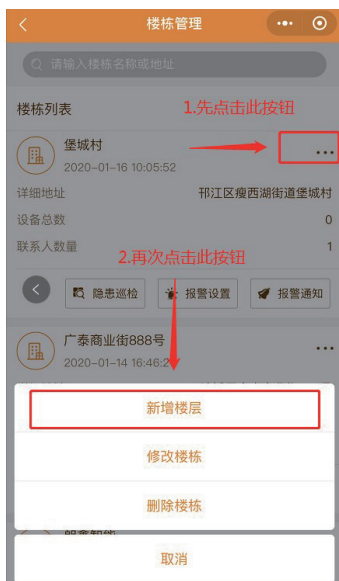 楼栋管理
请输入楼栋名称或地址
楼栋列表
1.先点击此按钮
堡城村
2020-01-16 10:05:52
详细地址 邗江区瘦西湖街道堡城村
设备总数 0
联系人数量 1
2.再次点击此按钮
隐患巡检 报警设置 报警通知
广泰商业街888号
2020-01-14 16:46:2
新增楼层
修改楼栋
删除楼栋
取消